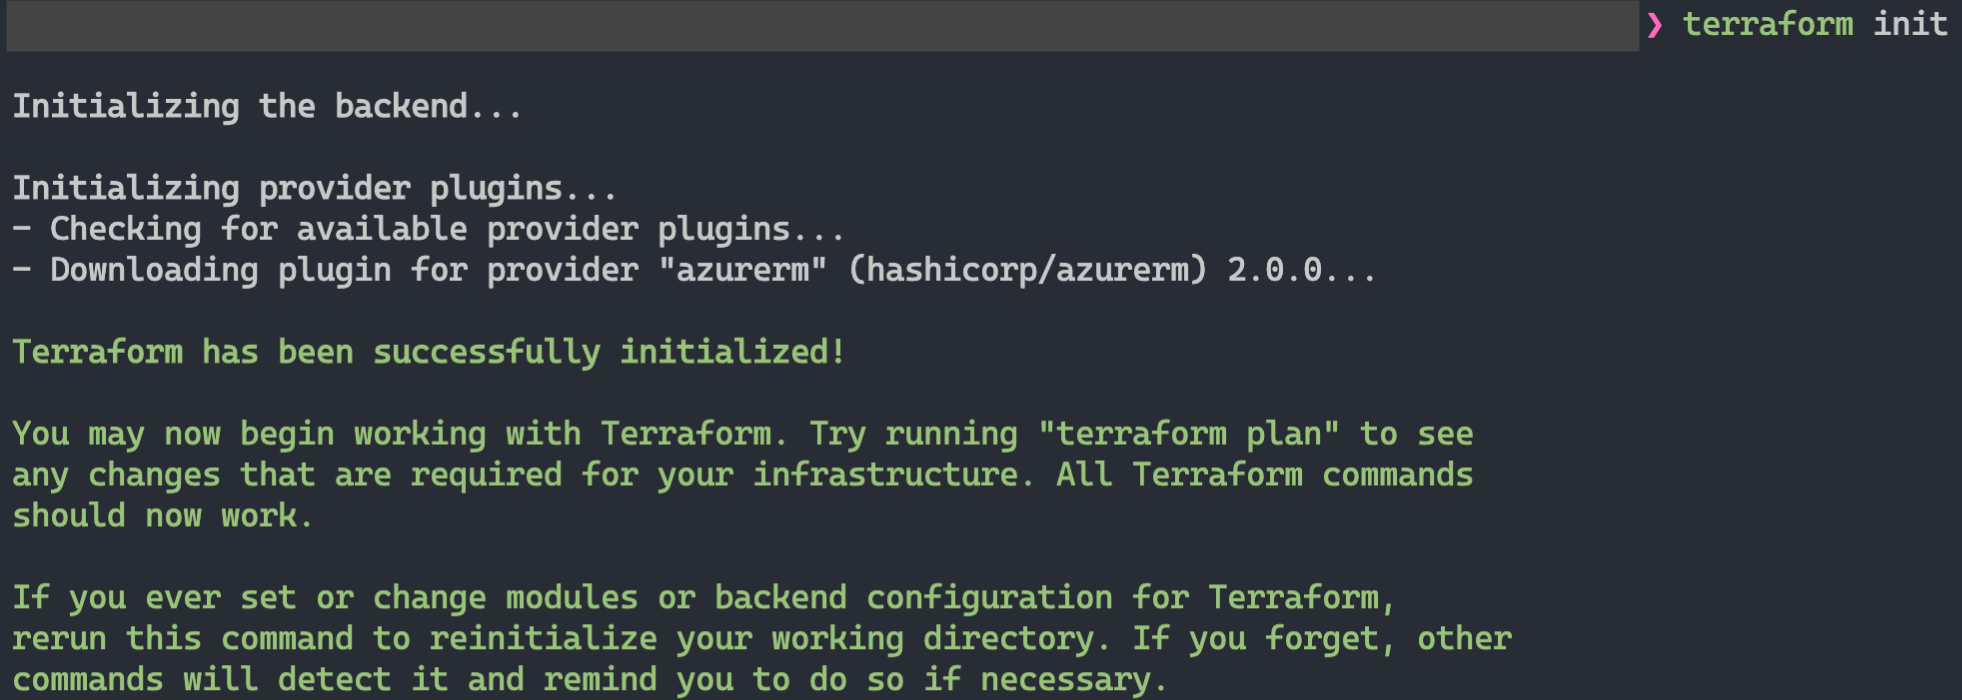 ❯ terraform init
Initializing the backend...
Initializing provider plugins...
- Checking for available provider plugins...
- Downloading plugin for provider "azurerm" (hashicorp/azurerm) 2.0.0...
Terraform has been successfully initialized!
You may now begin working with Terraform. Try running "terraform plan" to see
any changes that are required for your infrastructure. All Terraform commands
should now work.
If you ever set or change modules or backend configuration for Terraform,
rerun this command to reinitialize your working directory. If you forget, other
commands will detect it and remind you to do so if necessary.